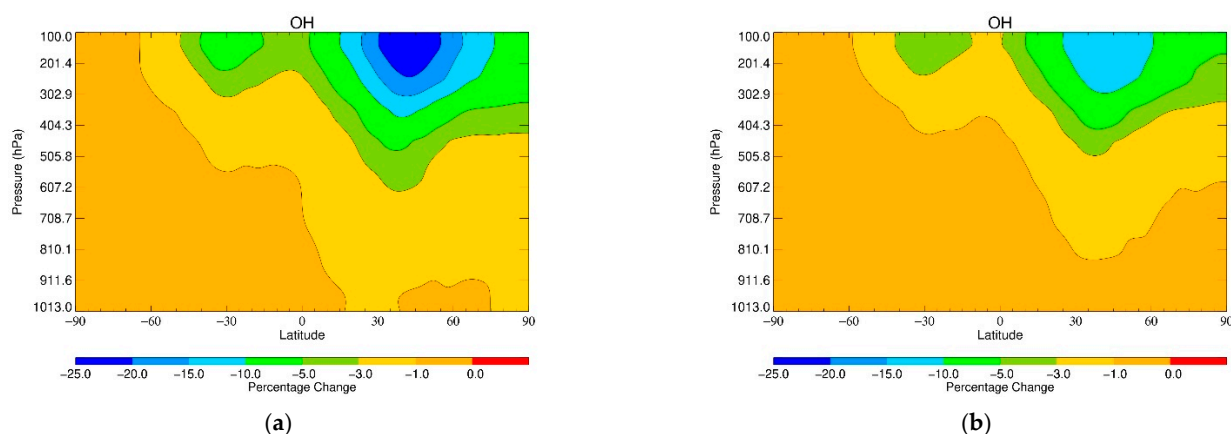 OH
100.0
201.4
302.9
404.3
505.8
607.2
708.7
810.1
911.6
1013.0
Pressure (hPa)
−90 −60 −30 0 30 60 90
Latitude
−25.0 −20.0 −15.0 −10.0 −5.0 −3.0 −1.0 0.0
Percentage Change
(a)
OH
100.0
201.4
302.9
404.3
505.8
607.2
708.7
810.1
911.6
1013.0
Pressure (hPa)
−90 −60 −30 0 30 60 90
Latitude
−25.0 −20.0 −15.0 −10.0 −5.0 −3.0 −1.0 0.0
Percentage Change
(b)